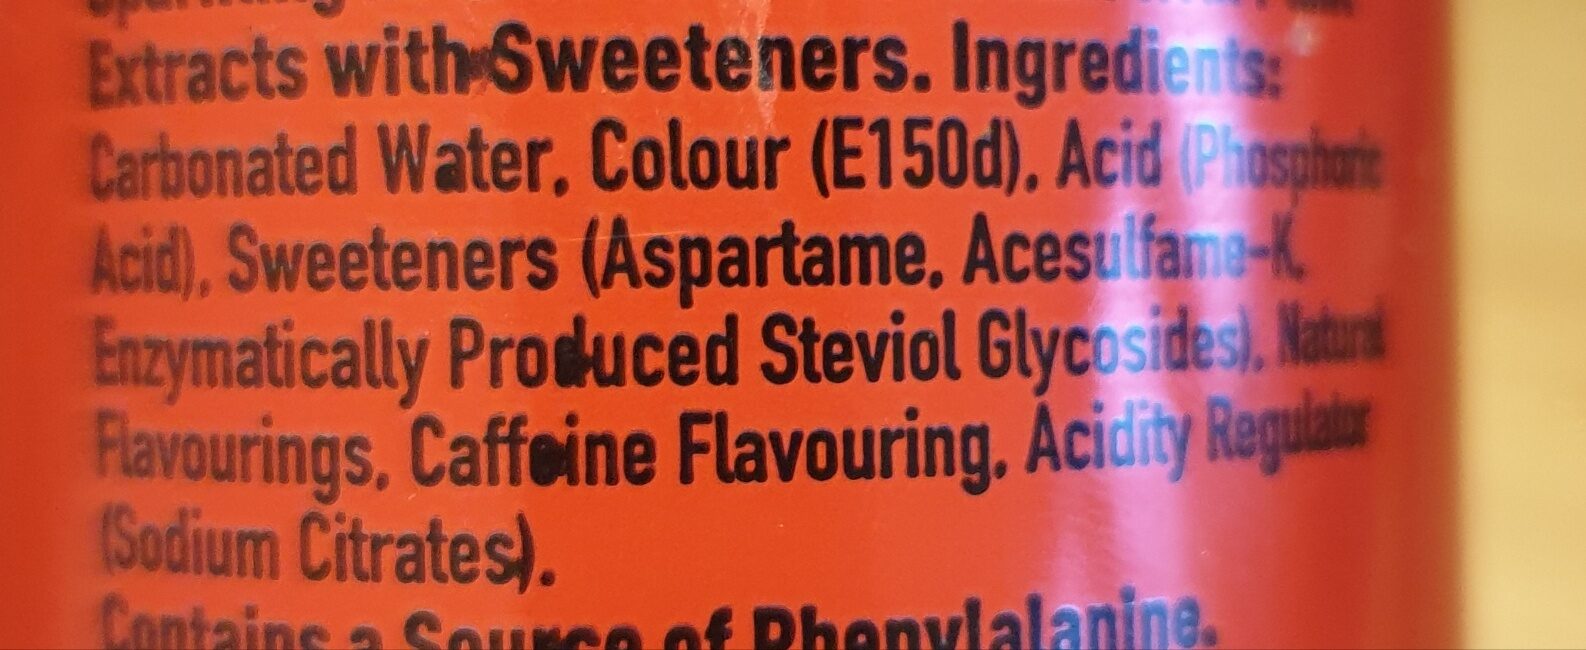 Extracts with Sweeteners. Ingredients:
Carbonated Water, Colour (E150d), Acid (Phosphoric
Acid), Sweeteners (Aspartame, Acesulfame-K,
Enzymatically Produced Steviol Glycosides), Natural
Flavourings, Caffeine Flavouring, Acidity Regulator
(Sodium Citrates).
Contains a Source of Phenylalanine.